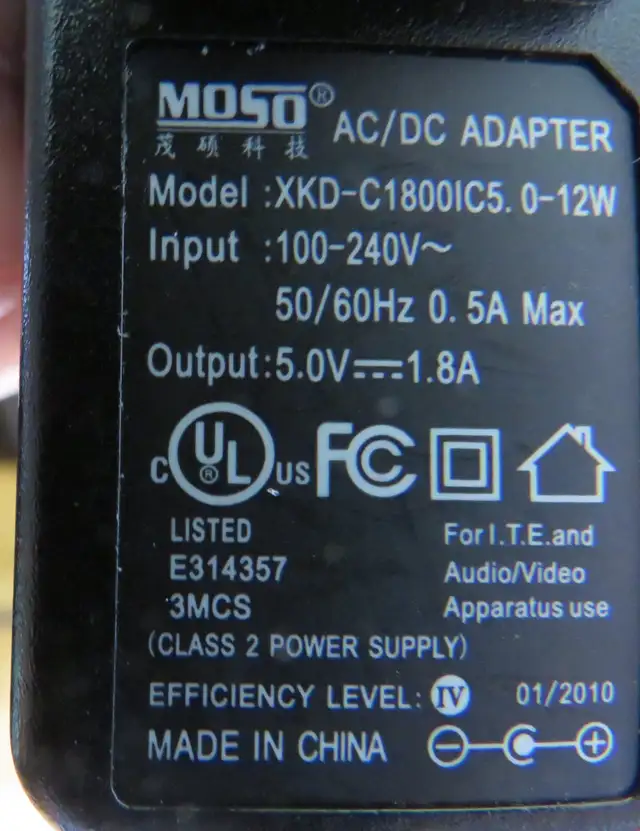 MOSO® AC/DC ADAPTER
茂硕科技
Model :XKD-C1800IC5.0-12W
Input :100-240V~
50/60Hz 0.5A Max
Output:5.0V⎓1.8A
c UL® US FC
LISTED
E314357
3MCS
For I.T.E.and
Audio/Video
Apparatus use
(CLASS 2 POWER SUPPLY)
EFFICIENCY LEVEL: IV 01/2010
MADE IN CHINA